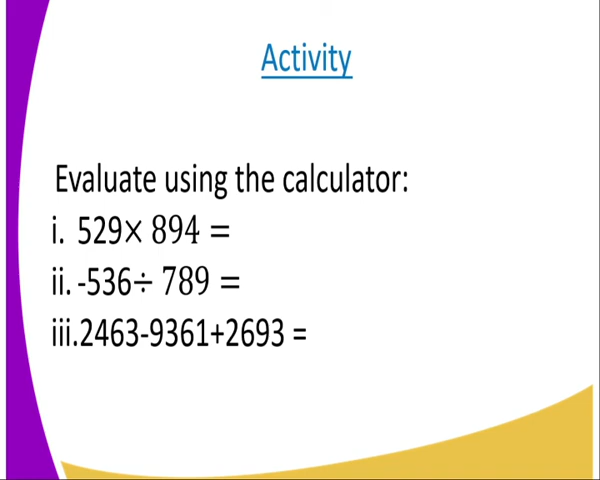 Activity
Evaluate using the calculator:
i. 529× 894 =
ii. -536÷ 789 =
iii.2463-9361+2693 =